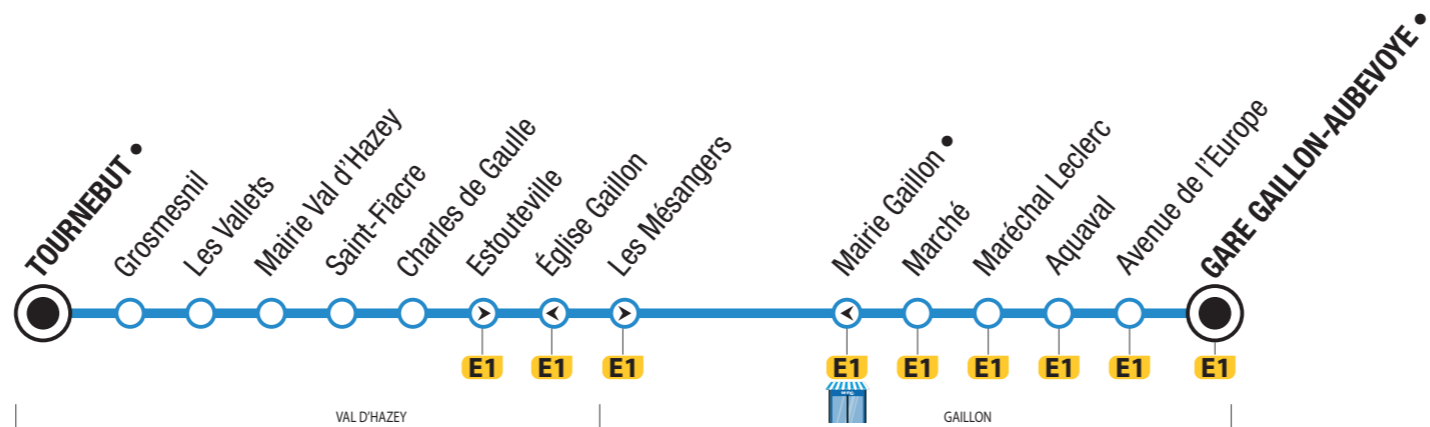 TOURNEBUT •
Grosmesnil
Les Vallets
Mairie Val d'Hazey
Saint-Fiacre
Charles de Gaulle
Estouteville
Église Gaillon
Les Mésangers
Mairie Gaillon •
Marché
Maréchal Leclerc
Aquaval
Avenue de l'Europe
GARE GAILLON-AUBEVOYE •
E1
E1
E1
E1
E1
E1
E1
E1
E1
VAL D'HAZEY
GAILLON